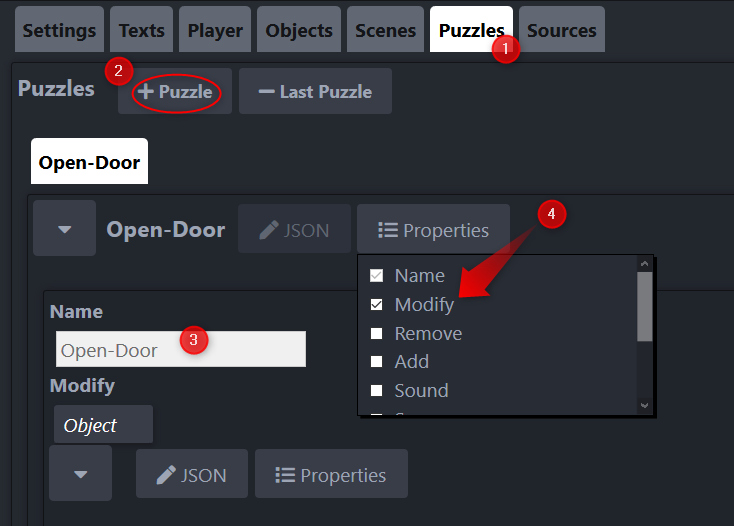 Settings Texts Player Objects Scenes Puzzles Sources
1
2
Puzzles + Puzzle − Last Puzzle
Open-Door
4
Open-Door JSON Properties
Name
Modify
Remove
Add
Sound
Name
Open-Door 3
Modify
Object
JSON Properties